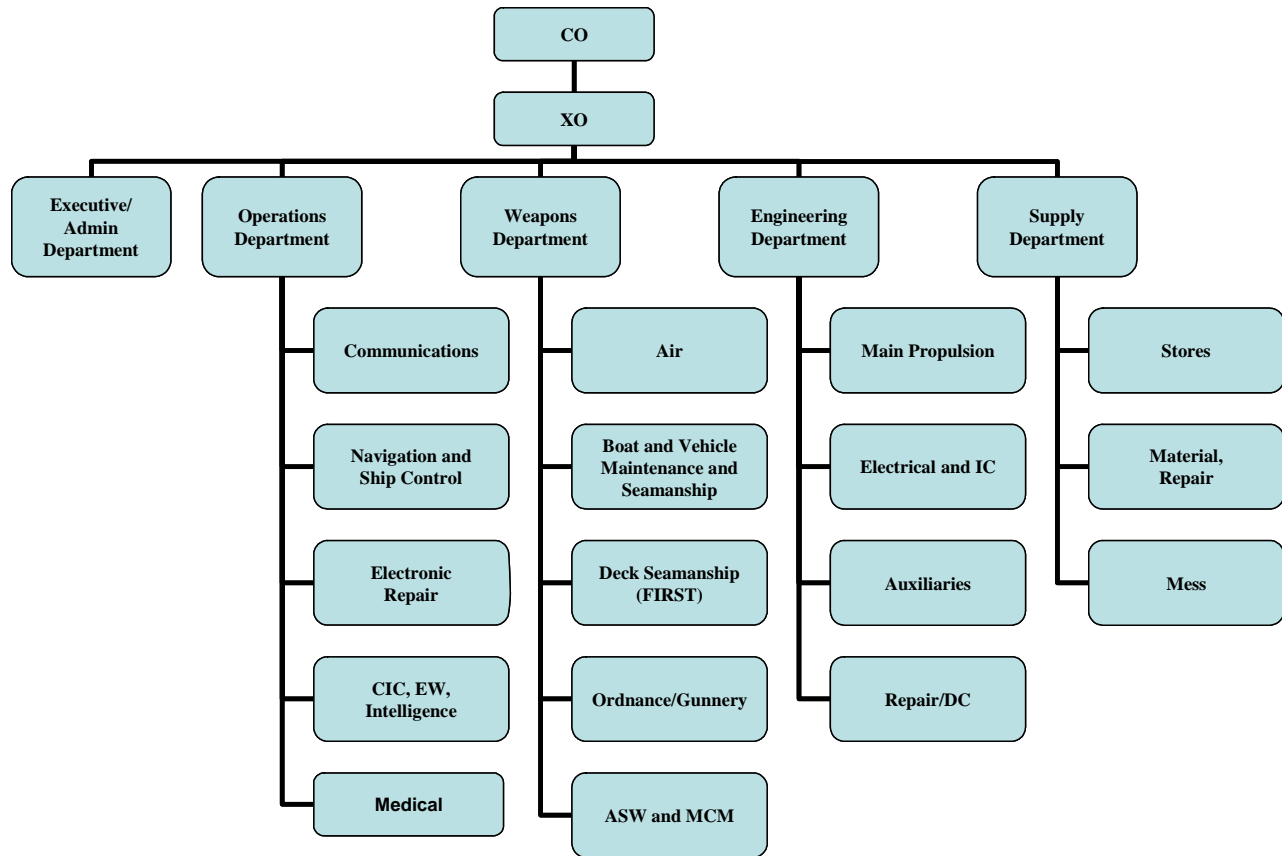 CO
XO
Executive/
Admin
Department
Operations
Department
Weapons
Department
Engineering
Department
Supply
Department
Communications
Navigation and
Ship Control
Electronic
Repair
CIC, EW,
Intelligence
Medical
Air
Boat and Vehicle
Maintenance and
Seamanship
Deck Seamanship
(FIRST)
Ordnance/Gunnery
ASW and MCM
Main Propulsion
Electrical and IC
Auxiliaries
Repair/DC
Stores
Material,
Repair
Mess